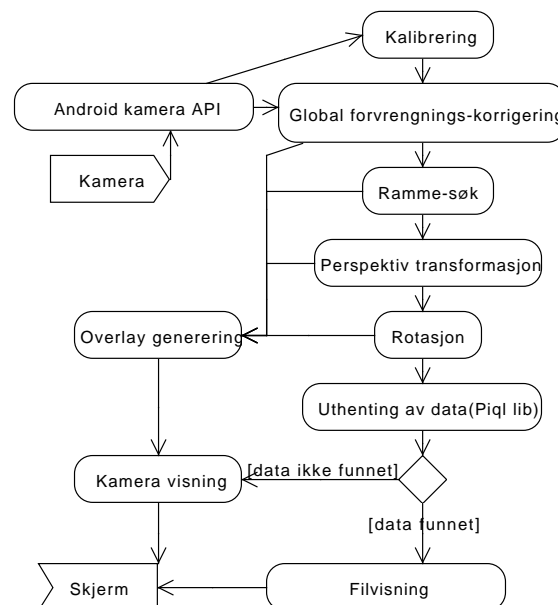 Kalibrering
Android kamera API
Global forvrengnings-korrigering
Kamera
Ramme-søk
Perspektiv transformasjon
Overlay generering
Rotasjon
Uthenting av data(Piql lib)
Kamera visning
[data ikke funnet]
[data funnet]
Skjerm
Filvisning